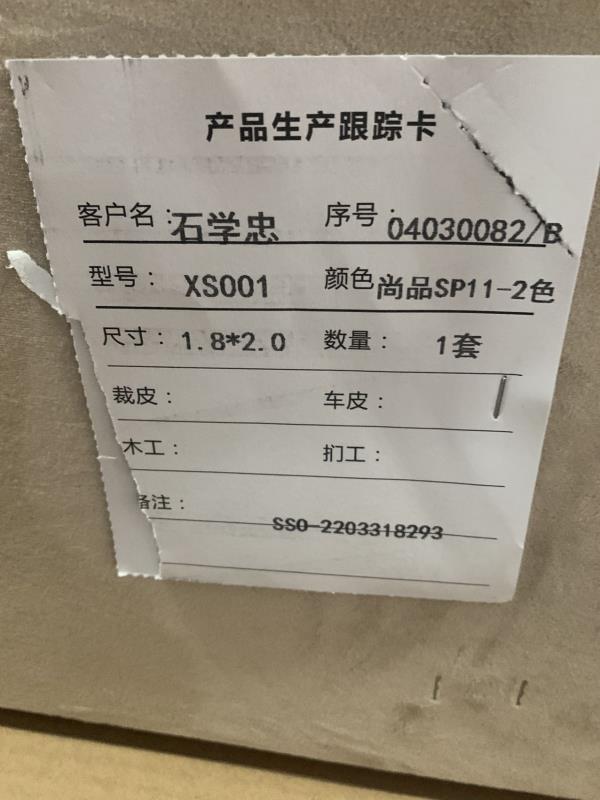 产品生产跟踪卡
客户名：石学忠 序号：04030082/B
型号：XS001 颜色尚品SP11-2色
尺寸：1.8*2.0 数量：1套
裁皮： 车皮：
木工： 扪工：
备注：
SSO-2203318293